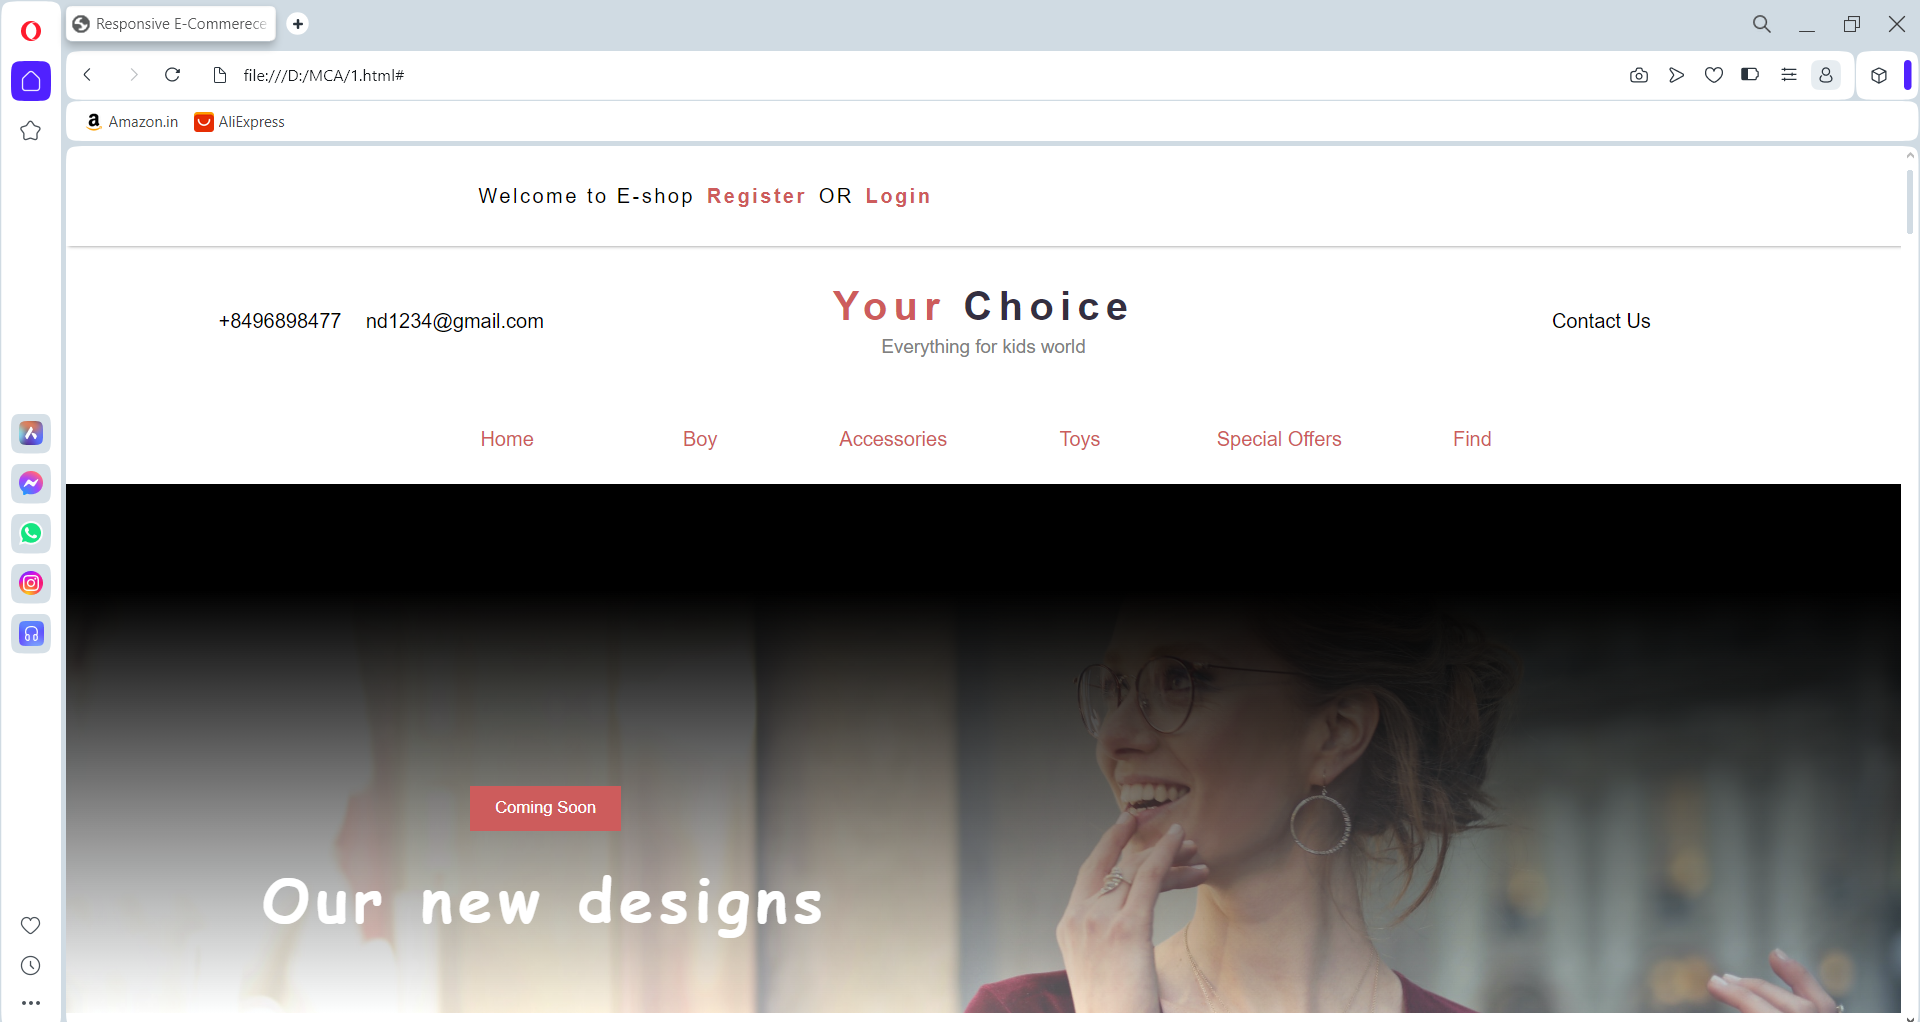 Responsive E-Commerece
file:///D:/MCA/1.html#
Amazon.in AliExpress
Welcome to E-shop Register OR Login
+8496898477 nd1234@gmail.com
Your Choice
Everything for kids world
Contact Us
Home Boy Accessories Toys Special Offers Find
Coming Soon
Our new designs